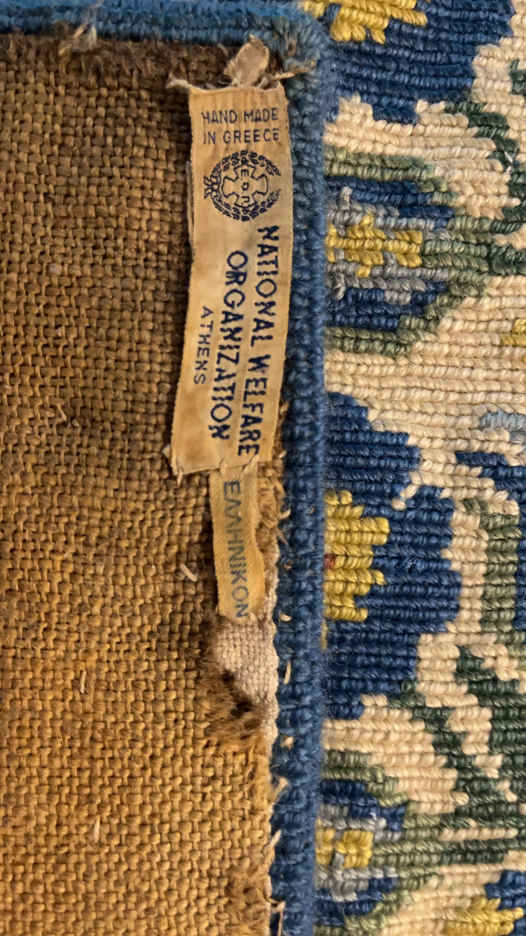 HAND MADE
IN GREECE
NATIONAL WELFARE
ORGANIZATION
ATHENS
ΕΛΛΗΝΙΚΟΝ